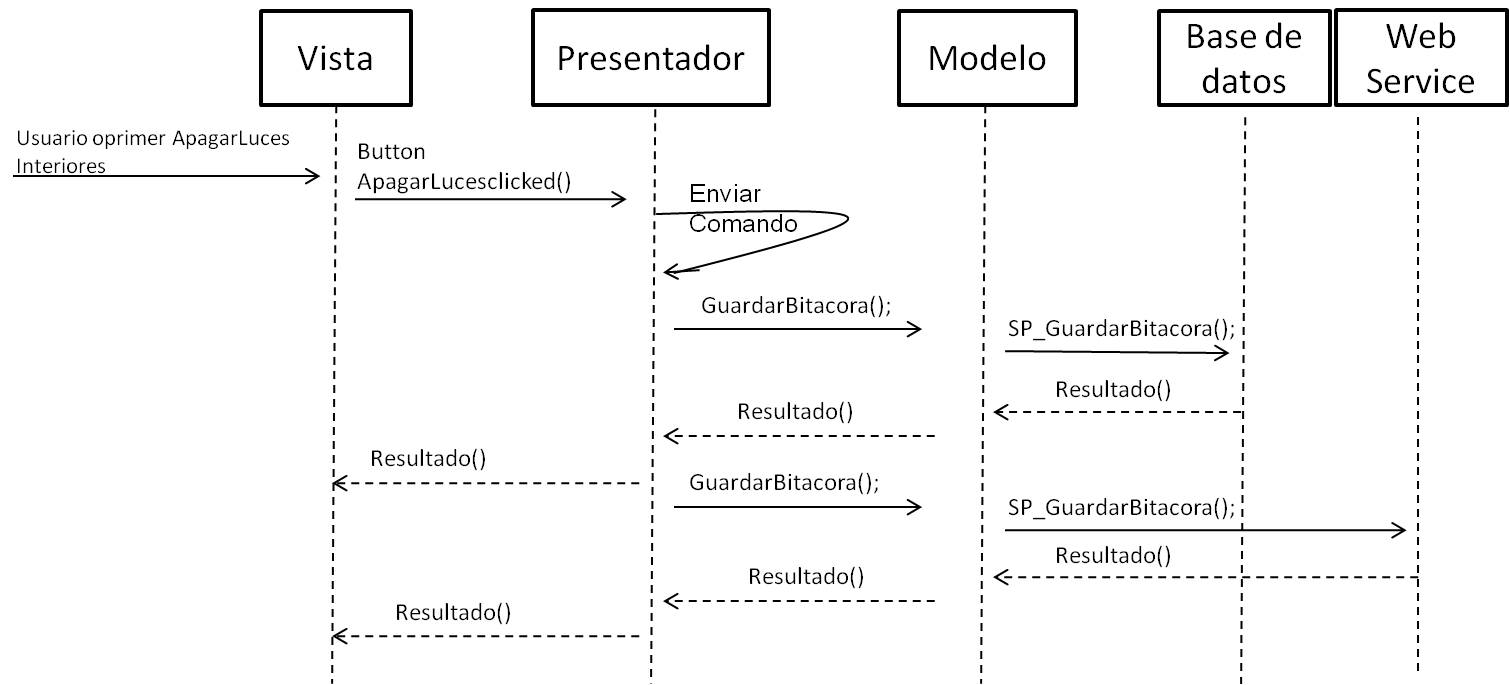 Vista
Presentador
Modelo
Base de
datos
Web
Service
Usuario oprimer ApagarLuces
Interiores
Button
ApagarLucesclicked()
Enviar
Comando
GuardarBitacora();
SP_GuardarBitacora();
Resultado()
Resultado()
Resultado()
GuardarBitacora();
SP_GuardarBitacora();
Resultado()
Resultado()
Resultado()